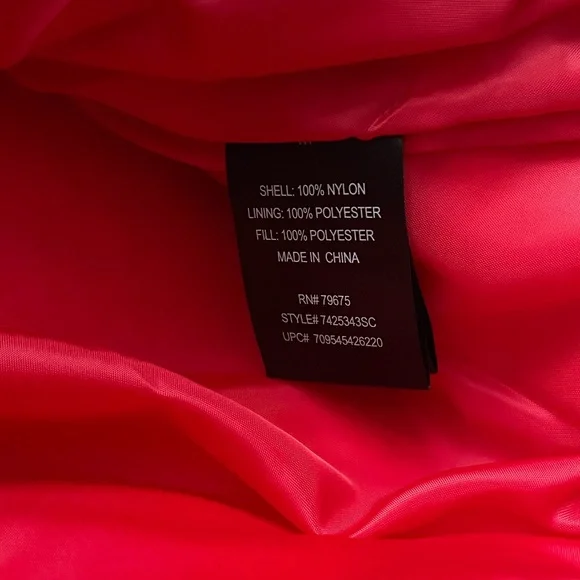 SHELL: 100% NYLON
LINING: 100% POLYESTER
FILL: 100% POLYESTER
MADE IN CHINA
RN# 79675
STYLE# 7425343SC
UPC# 709545426220